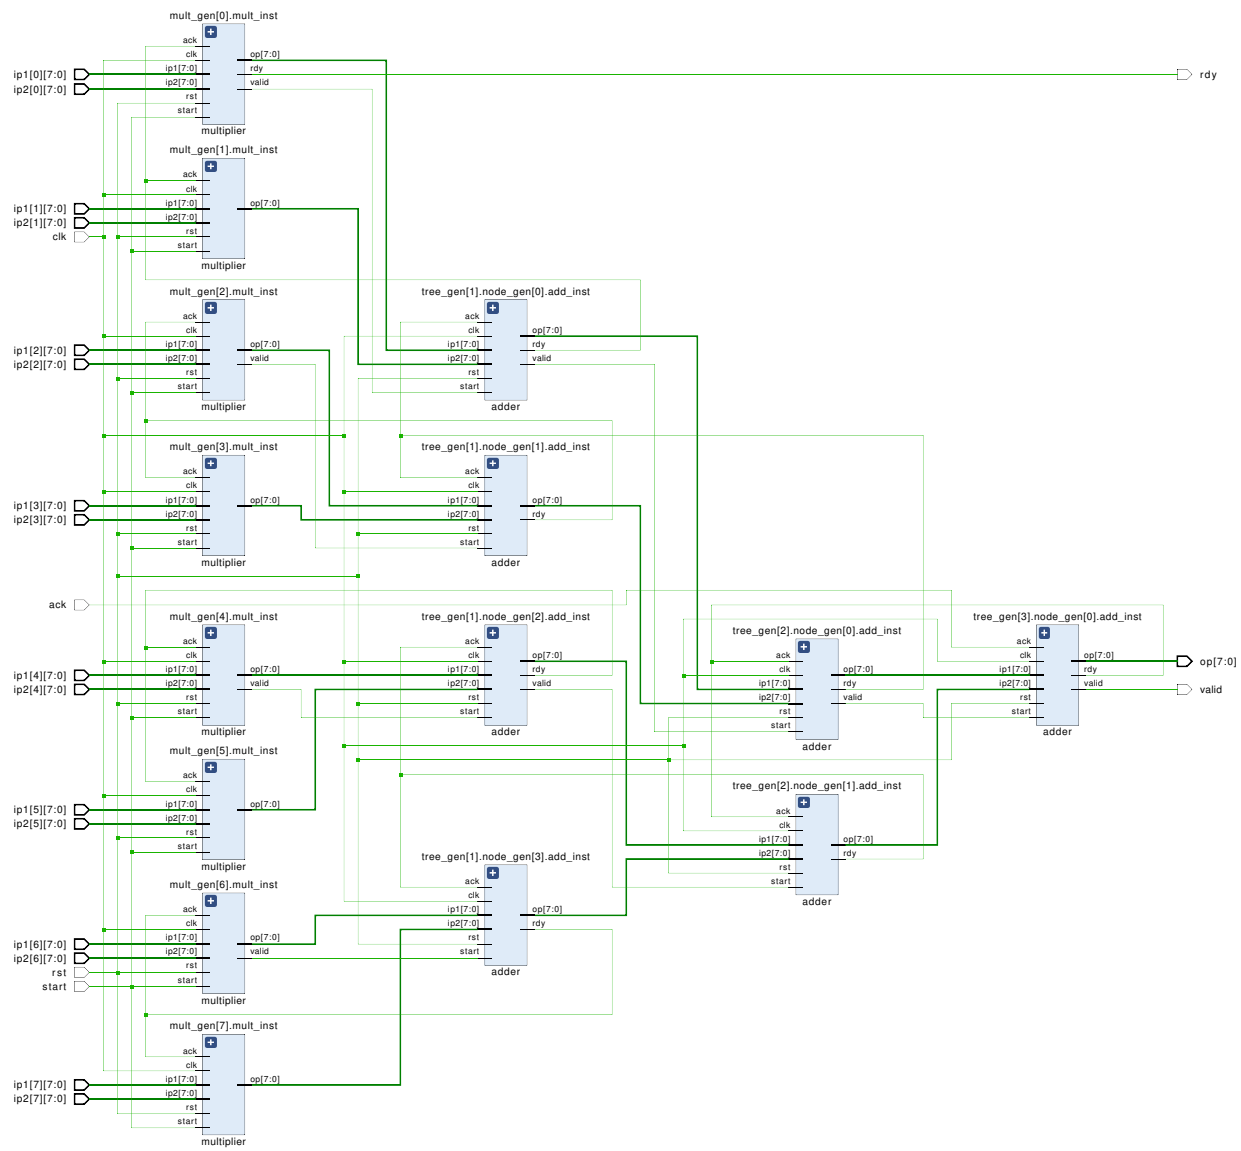 mult_gen[0].mult_inst
ack
clk
ip1[7:0]
ip2[7:0]
rst
start
op[7:0]
rdy
valid
multiplier
ip1[0][7:0]
ip2[0][7:0]
rdy
mult_gen[1].mult_inst
ack
clk
ip1[7:0]
ip2[7:0]
rst
start
op[7:0]
multiplier
ip1[1][7:0]
ip2[1][7:0]
clk
mult_gen[2].mult_inst
ack
clk
ip1[7:0]
ip2[7:0]
rst
start
op[7:0]
valid
multiplier
ip1[2][7:0]
ip2[2][7:0]
tree_gen[1].node_gen[0].add_inst
ack
clk
ip1[7:0]
ip2[7:0]
rst
start
op[7:0]
rdy
valid
adder
mult_gen[3].mult_inst
ack
clk
ip1[7:0]
ip2[7:0]
rst
start
op[7:0]
multiplier
ip1[3][7:0]
ip2[3][7:0]
tree_gen[1].node_gen[1].add_inst
ack
clk
ip1[7:0]
ip2[7:0]
rst
start
op[7:0]
rdy
adder
ack
mult_gen[4].mult_inst
ack
clk
ip1[7:0]
ip2[7:0]
rst
start
op[7:0]
valid
multiplier
ip1[4][7:0]
ip2[4][7:0]
tree_gen[1].node_gen[2].add_inst
ack
clk
ip1[7:0]
ip2[7:0]
rst
start
op[7:0]
rdy
valid
adder
tree_gen[2].node_gen[0].add_inst
ack
clk
ip1[7:0]
ip2[7:0]
rst
start
op[7:0]
rdy
valid
adder
tree_gen[3].node_gen[0].add_inst
ack
clk
ip1[7:0]
ip2[7:0]
rst
start
op[7:0]
rdy
valid
adder
op[7:0]
valid
mult_gen[5].mult_inst
ack
clk
ip1[7:0]
ip2[7:0]
rst
start
op[7:0]
multiplier
ip1[5][7:0]
ip2[5][7:0]
tree_gen[2].node_gen[1].add_inst
ack
clk
ip1[7:0]
ip2[7:0]
rst
start
op[7:0]
rdy
adder
tree_gen[1].node_gen[3].add_inst
ack
clk
ip1[7:0]
ip2[7:0]
rst
start
op[7:0]
rdy
adder
mult_gen[6].mult_inst
ack
clk
ip1[7:0]
ip2[7:0]
rst
start
op[7:0]
valid
multiplier
ip1[6][7:0]
ip2[6][7:0]
rst
start
mult_gen[7].mult_inst
ack
clk
ip1[7:0]
ip2[7:0]
rst
start
op[7:0]
multiplier
ip1[7][7:0]
ip2[7][7:0]